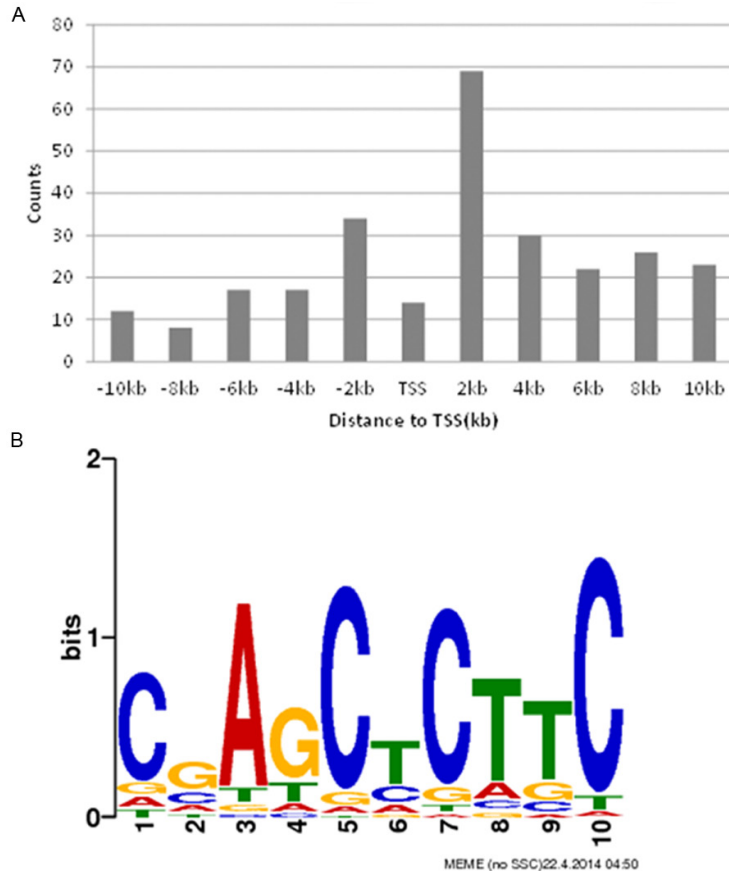 A
80
70
60
50
40
30
20
10
0
Counts
-10kb -8kb -6kb -4kb -2kb TSS 2kb 4kb 6kb 8kb 10kb
Distance to TSS(kb)
B
2
1
0
bits
C G A G C T C T T C
G C T T G C G A G T
A A G A A A T C C A
T T C C T G A G A
1 2 3 4 5 6 7 8 9 10
MEME (no SSC)22.4.2014 04:50